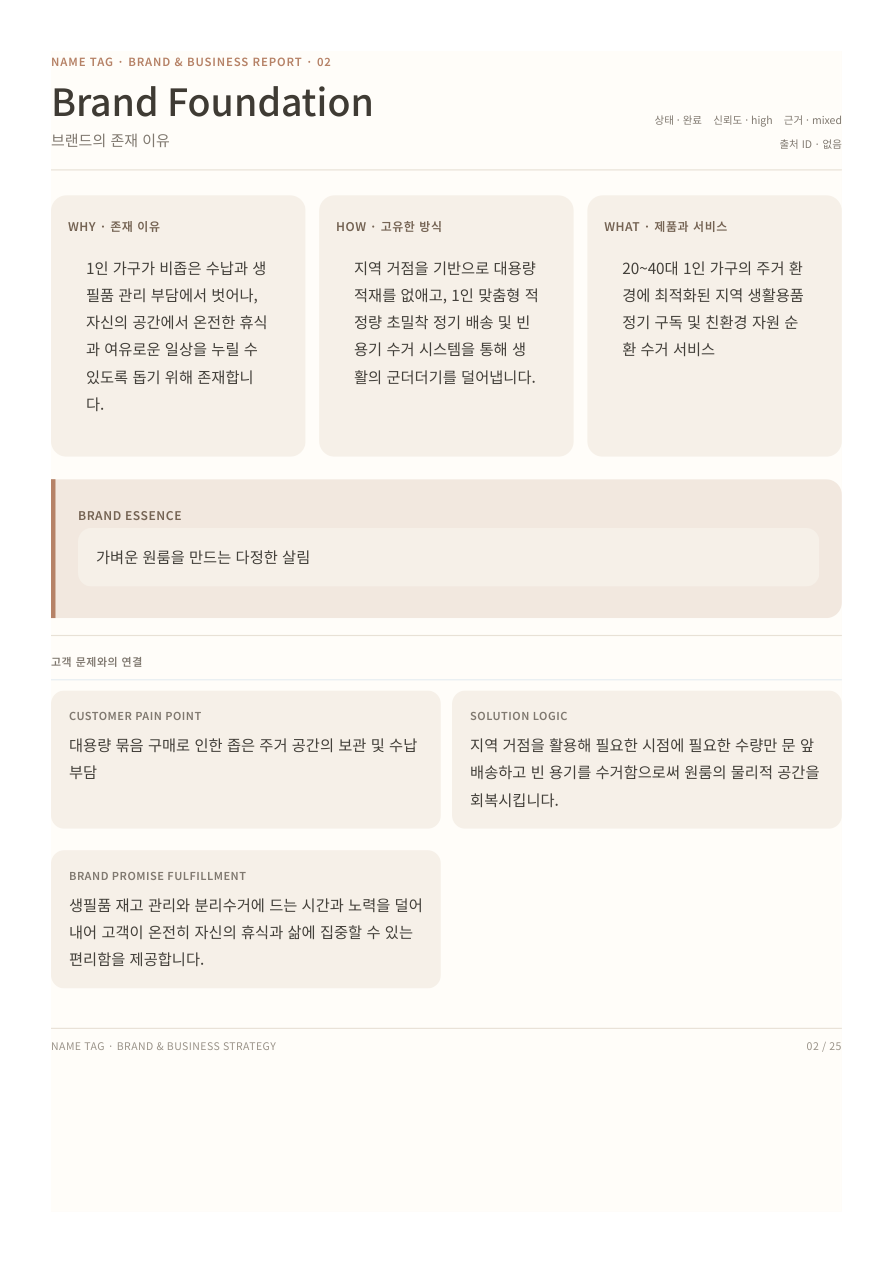 NAME TAG · BRAND & BUSINESS REPORT · 02
Brand Foundation
브랜드의 존재 이유
상태 · 완료 신뢰도 · high 근거 · mixed
출처 ID · 없음
WHY · 존재 이유
1인 가구가 비좁은 수납과 생
필품 관리 부담에서 벗어나,
자신의 공간에서 온전한 휴식
과 여유로운 일상을 누릴 수
있도록 돕기 위해 존재합니
다.
HOW · 고유한 방식
지역 거점을 기반으로 대용량
적재를 없애고, 1인 맞춤형 적
정량 초밀착 정기 배송 및 빈
용기 수거 시스템을 통해 생
활의 군더더기를 덜어냅니다.
WHAT · 제품과 서비스
20~40대 1인 가구의 주거 환
경에 최적화된 지역 생활용품
정기 구독 및 친환경 자원 순
환 수거 서비스
BRAND ESSENCE
가벼운 원룸을 만드는 다정한 살림
고객 문제와의 연결
CUSTOMER PAIN POINT
대용량 묶음 구매로 인한 좁은 주거 공간의 보관 및 수납
부담
SOLUTION LOGIC
지역 거점을 활용해 필요한 시점에 필요한 수량만 문 앞
배송하고 빈 용기를 수거함으로써 원룸의 물리적 공간을
회복시킵니다.
BRAND PROMISE FULFILLMENT
생필품 재고 관리와 분리수거에 드는 시간과 노력을 덜어
내어 고객이 온전히 자신의 휴식과 삶에 집중할 수 있는
편리함을 제공합니다.
NAME TAG · BRAND & BUSINESS STRATEGY
02 / 25